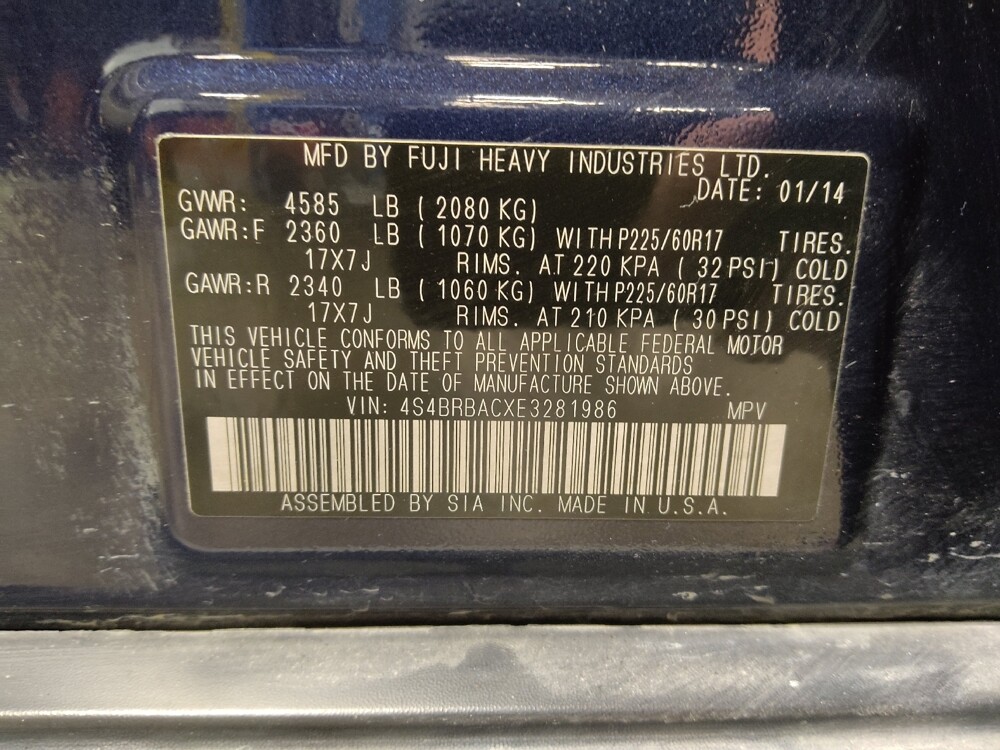 MFD BY FUJI HEAVY INDUSTRIES LTD.
DATE: 01/14
GVWR: 4585 LB ( 2080 KG)
GAWR:F 2360 LB ( 1070 KG) WITH P225/60R17 TIRES.
17X7J RIMS. AT 220 KPA ( 32 PSI) COLD
GAWR:R 2340 LB ( 1060 KG) WITH P225/60R17 TIRES.
17X7J RIMS. AT 210 KPA ( 30 PSI) COLD
THIS VEHICLE CONFORMS TO ALL APPLICABLE FEDERAL MOTOR
VEHICLE SAFETY AND THEFT PREVENTION STANDARDS
IN EFFECT ON THE DATE OF MANUFACTURE SHOWN ABOVE.
VIN: 4S4BRBACXE3281986 MPV
ASSEMBLED BY SIA INC. MADE IN U.S.A.